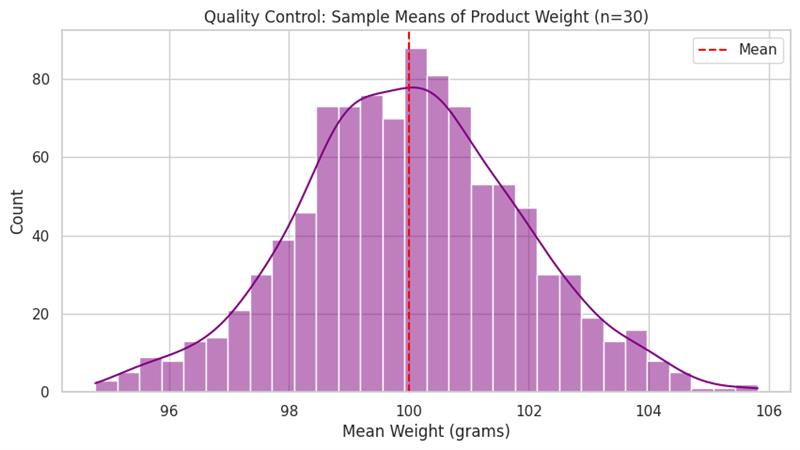 Quality Control: Sample Means of Product Weight (n=30)
Mean
80
60
40
20
0
Count
96 98 100 102 104 106
Mean Weight (grams)